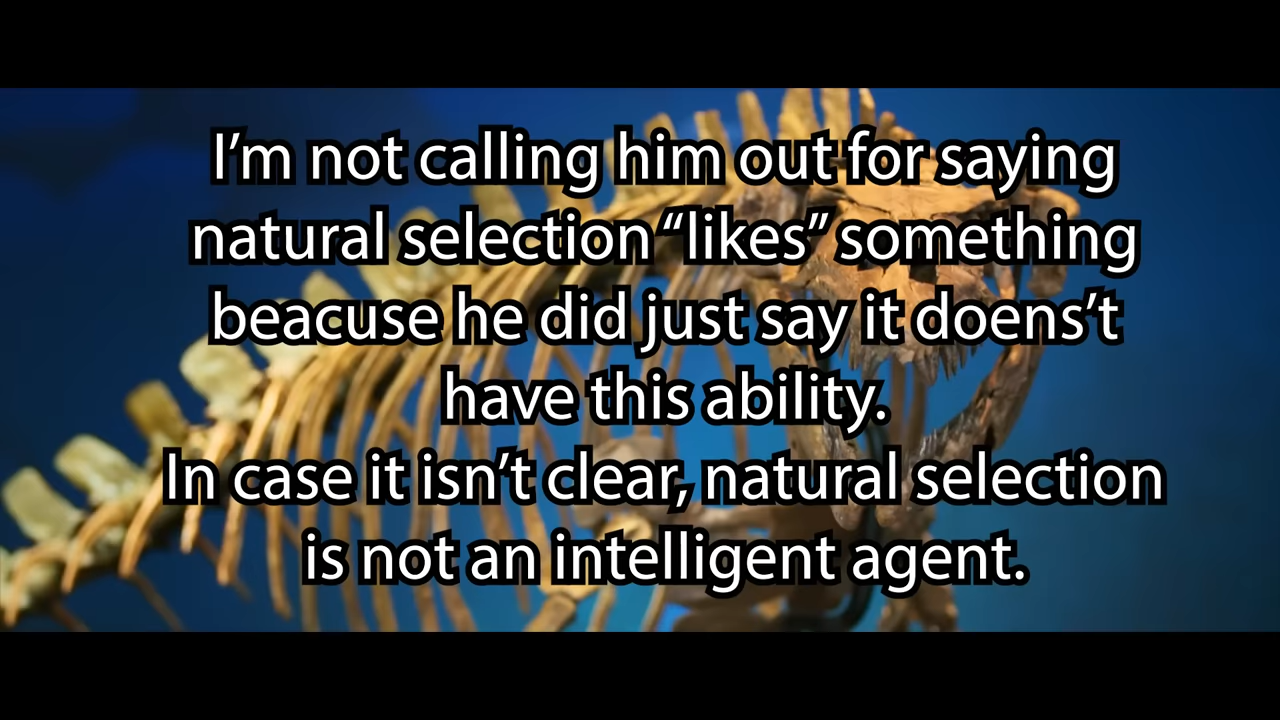 I’m not calling him out for saying
natural selection “likes” something
beacuse he did just say it doens’t
have this ability.
In case it isn’t clear, natural selection
is not an intelligent agent.